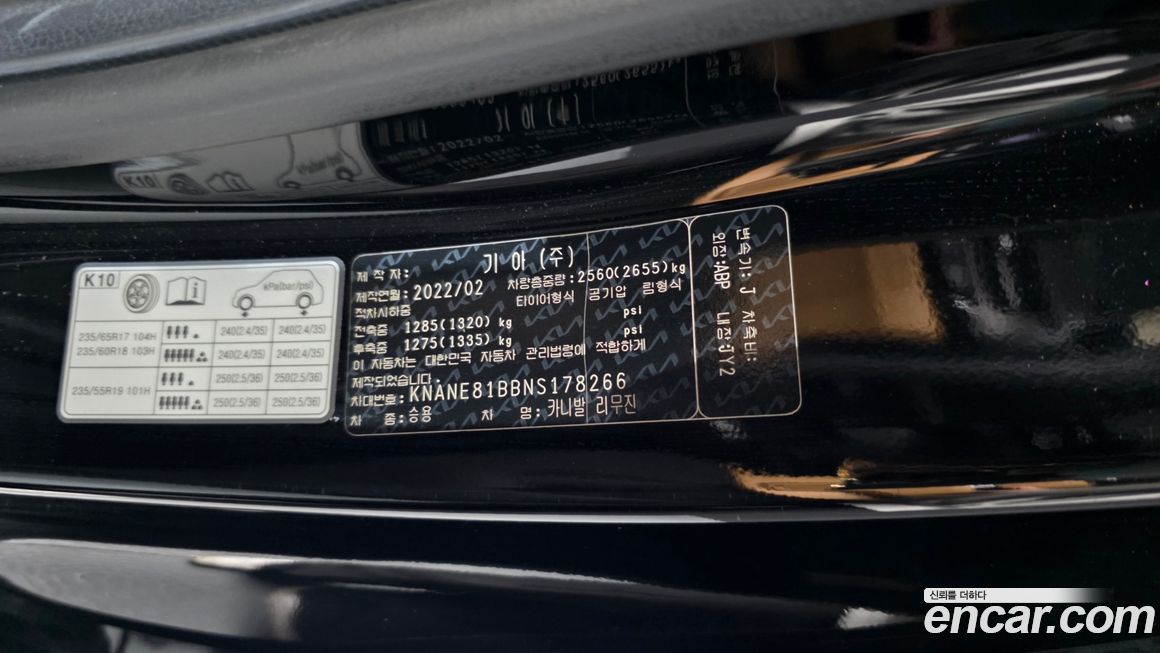 K10
kPa(bar/psi)
235/65R17 104H
235/60R18 103H
240(2.4/35) 240(2.4/35)
240(2.4/35) 240(2.4/35)
235/55R19 101H
250(2.5/36) 250(2.5/36)
250(2.5/36) 250(2.5/36)
제작자: 기아(주)
제작연월: 2022/02 차량총중량:2560(2655)kg
적차시하중 타이어형식 공기압 림형식
전축중 1285(1320) kg psi
후축중 1275(1335) kg psi
이 자동차는 대한민국 자동차 관리법령에 적합하게
제작되었습니다.
차대번호: KNANE81BBNS178266
차 종: 승용 차 명: 카니발 리무진
변속기: J 차축비:
외장:ABP 내장:
신뢰를 더하다
encar.com